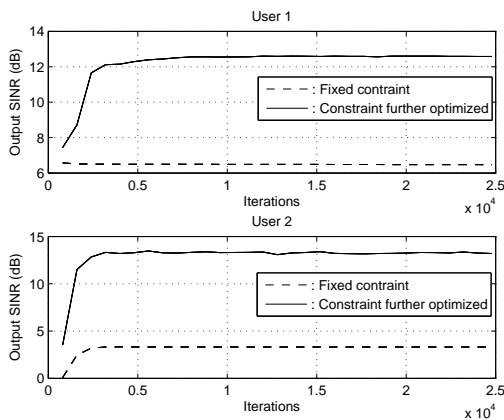 User 1
Output SINR (dB)
14
12
10
8
6
: Fixed contraint
: Constraint further optimized
0 0.5 1 1.5 2 2.5
Iterations
x 10^4
User 2
Output SINR (dB)
15
10
5
0
: Fixed contraint
: Constraint further optimized
0 0.5 1 1.5 2 2.5
Iterations
x 10^4